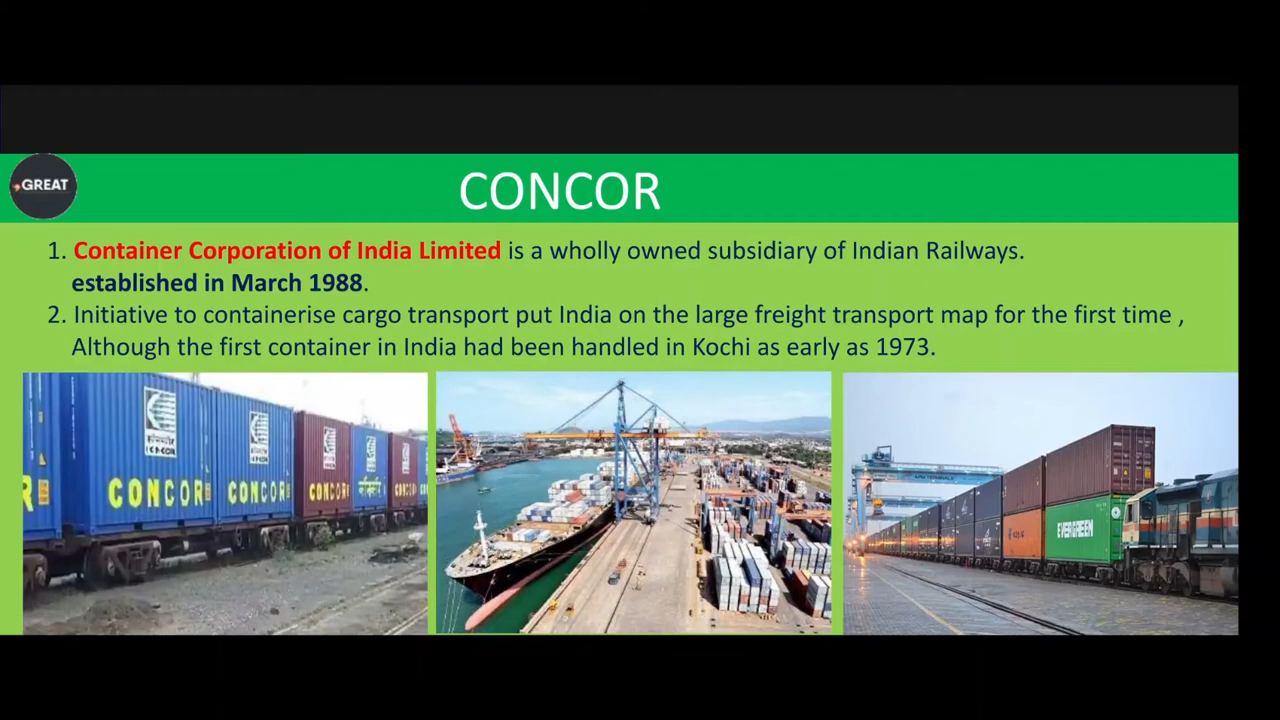 GREAT
CONCOR
1. Container Corporation of India Limited is a wholly owned subsidiary of Indian Railways.
established in March 1988.
2. Initiative to containerise cargo transport put India on the large freight transport map for the first time ,
Although the first container in India had been handled in Kochi as early as 1973.
CONCOR
CONCOR
CONCOR
EVERGREEN